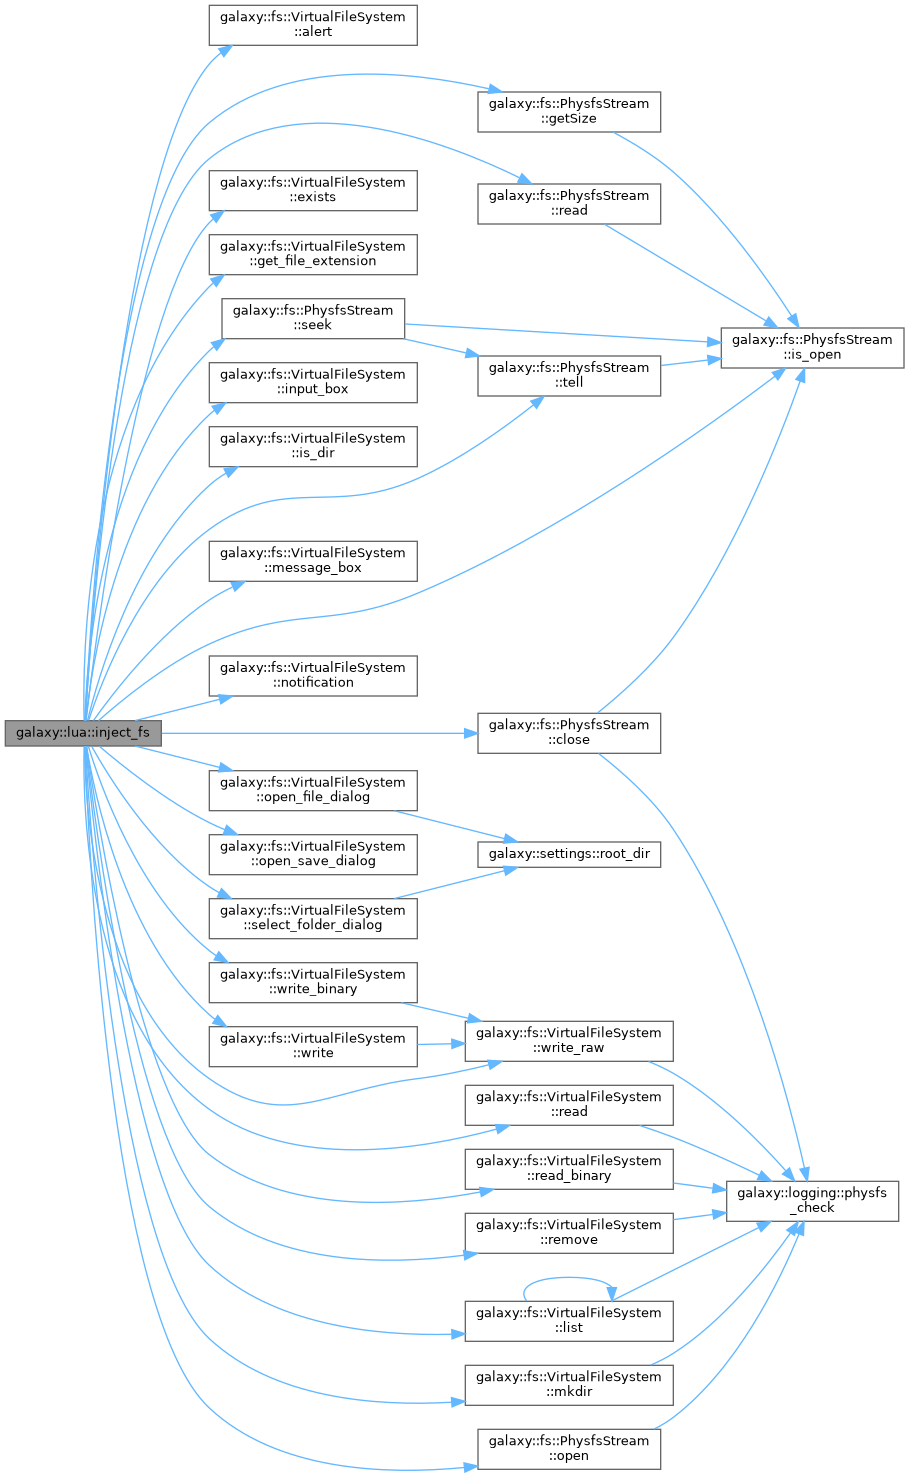 galaxy::fs::VirtualFileSystem
::alert
galaxy::fs::PhysfsStream
::getSize
galaxy::fs::VirtualFileSystem
::exists
galaxy::fs::PhysfsStream
::read
galaxy::fs::VirtualFileSystem
::get_file_extension
galaxy::fs::PhysfsStream
::seek
galaxy::fs::PhysfsStream
::is_open
galaxy::fs::VirtualFileSystem
::input_box
galaxy::fs::PhysfsStream
::tell
galaxy::fs::VirtualFileSystem
::is_dir
galaxy::fs::VirtualFileSystem
::message_box
galaxy::fs::VirtualFileSystem
::notification
galaxy::lua::inject_fs
galaxy::fs::PhysfsStream
::close
galaxy::fs::VirtualFileSystem
::open_file_dialog
galaxy::fs::VirtualFileSystem
::open_save_dialog
galaxy::settings::root_dir
galaxy::fs::VirtualFileSystem
::select_folder_dialog
galaxy::fs::VirtualFileSystem
::write_binary
galaxy::fs::VirtualFileSystem
::write
galaxy::fs::VirtualFileSystem
::write_raw
galaxy::fs::VirtualFileSystem
::read
galaxy::fs::VirtualFileSystem
::read_binary
galaxy::logging::physfs
_check
galaxy::fs::VirtualFileSystem
::remove
galaxy::fs::VirtualFileSystem
::list
galaxy::fs::VirtualFileSystem
::mkdir
galaxy::fs::PhysfsStream
::open